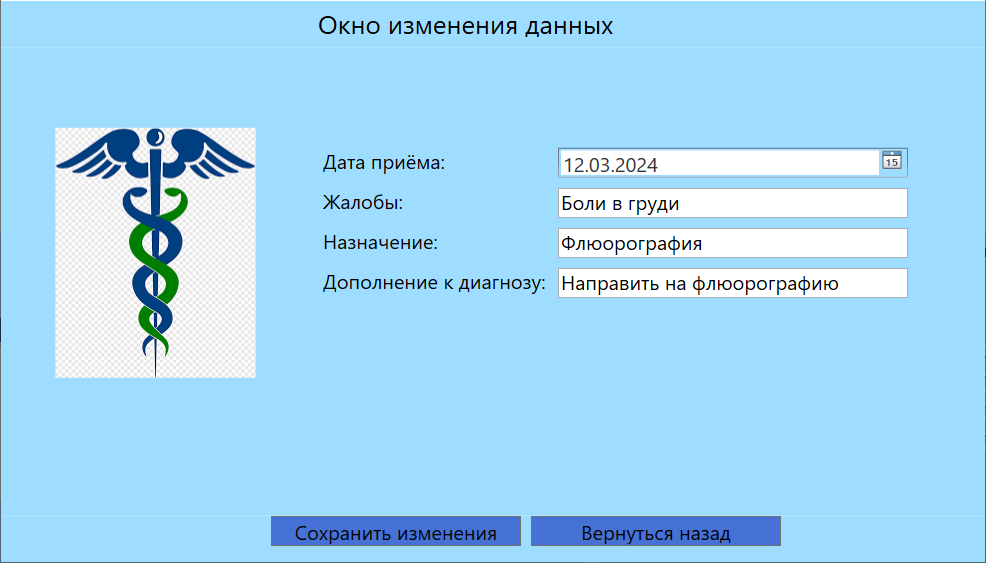 Окно изменения данных
Дата приёма: 12.03.2024 15
Жалобы: Боли в груди
Назначение: Флюорография
Дополнение к диагнозу: Направить на флюорографию
Сохранить изменения Вернуться назад